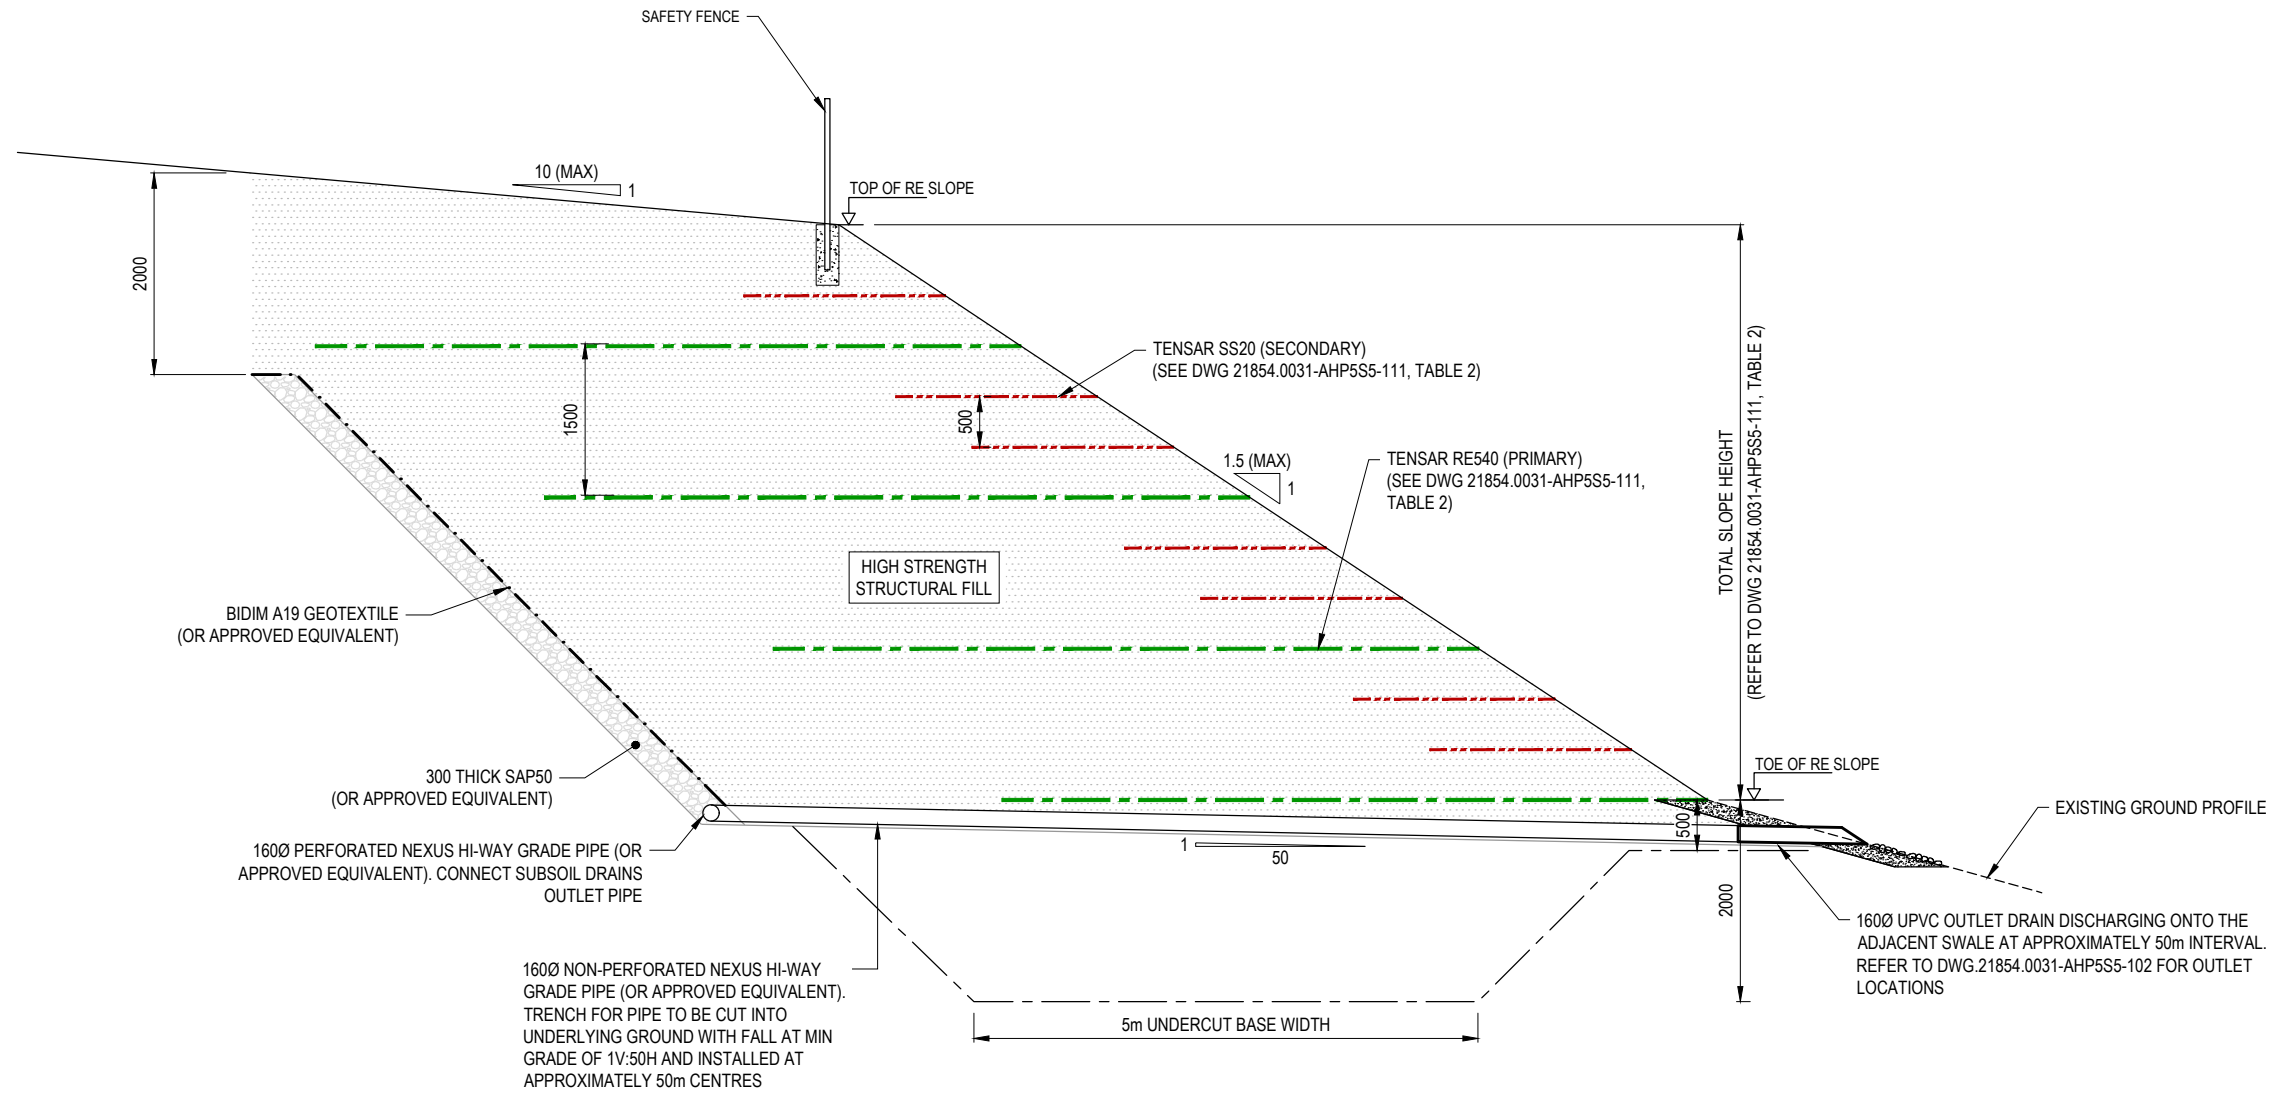 SAFETY FENCE
10 (MAX)
1
TOP OF RE SLOPE
2000
TENSAR SS20 (SECONDARY)
(SEE DWG 21854.0031-AHP5S5-111, TABLE 2)
1500
500
1.5 (MAX)
1
TENSAR RE540 (PRIMARY)
(SEE DWG 21854.0031-AHP5S5-111,
TABLE 2)
TOTAL SLOPE HEIGHT
(REFER TO DWG 21854.0031-AHP5S5-111, TABLE 2)
HIGH STRENGTH
STRUCTURAL FILL
BIDIM A19 GEOTEXTILE
(OR APPROVED EQUIVALENT)
300 THICK SAP50
(OR APPROVED EQUIVALENT)
TOE OF RE SLOPE
EXISTING GROUND PROFILE
500
1
50
160Ø PERFORATED NEXUS HI-WAY GRADE PIPE (OR
APPROVED EQUIVALENT). CONNECT SUBSOIL DRAINS
OUTLET PIPE
2000
160Ø UPVC OUTLET DRAIN DISCHARGING ONTO THE
ADJACENT SWALE AT APPROXIMATELY 50m INTERVAL.
REFER TO DWG.21854.0031-AHP5S5-102 FOR OUTLET
LOCATIONS
160Ø NON-PERFORATED NEXUS HI-WAY
GRADE PIPE (OR APPROVED EQUIVALENT).
TRENCH FOR PIPE TO BE CUT INTO
UNDERLYING GROUND WITH FALL AT MIN
GRADE OF 1V:50H AND INSTALLED AT
APPROXIMATELY 50m CENTRES
5m UNDERCUT BASE WIDTH